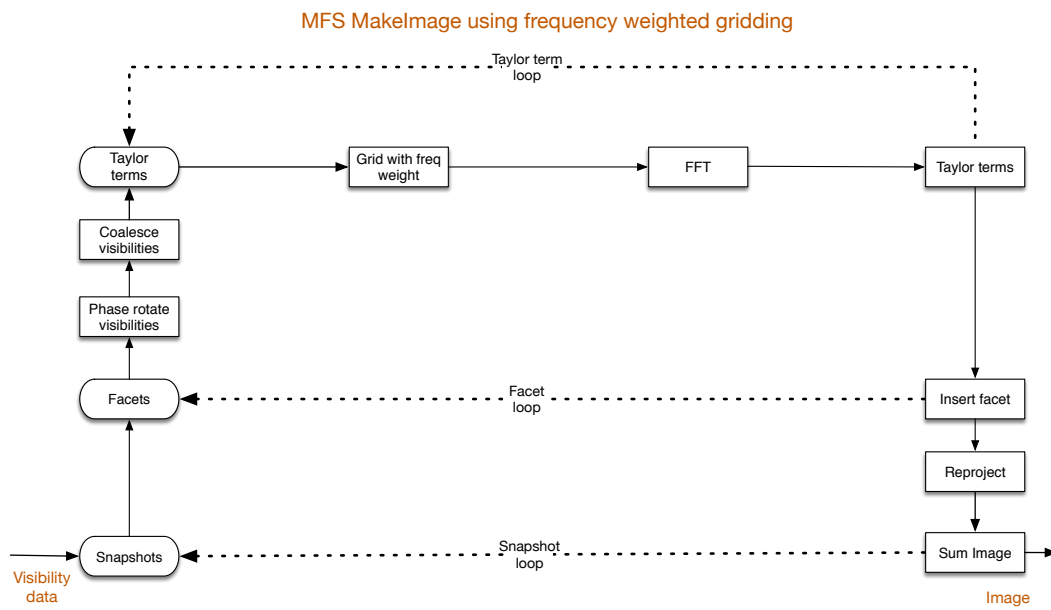 MFS MakeImage using frequency weighted gridding
Taylor term
loop
Taylor
terms
Grid with freq
weight
FFT
Taylor terms
Coalesce
visibilities
Phase rotate
visibilities
Facets
Facet
loop
Insert facet
Reproject
Snapshots
Snapshot
loop
Sum Image
Visibility
data
Image